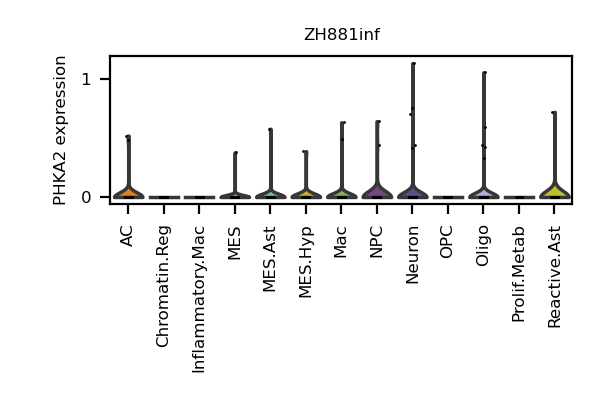 ZH881inf
PHKA2 expression
1
0
AC
Chromatin.Reg
Inflammatory.Mac
MES
MES.Ast
MES.Hyp
Mac
NPC
Neuron
OPC
Oligo
Prolif.Metab
Reactive.Ast